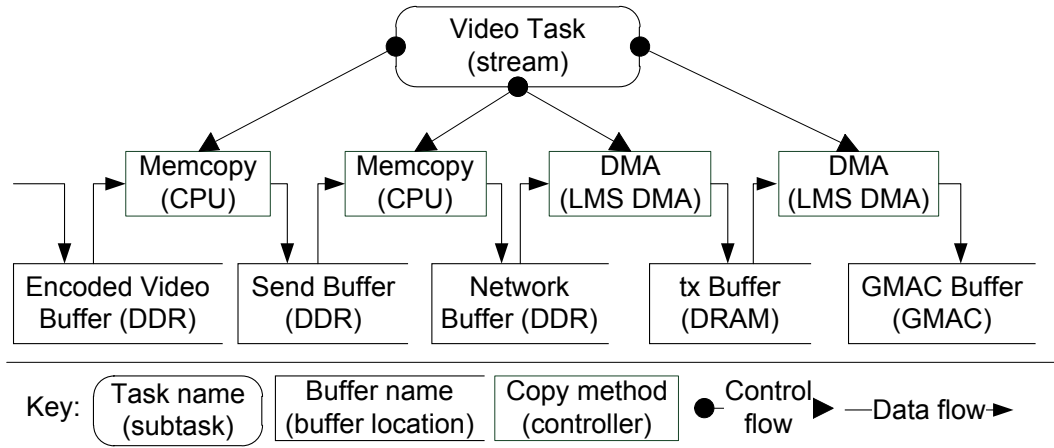 Video Task
(stream)
Memcopy
(CPU)
Memcopy
(CPU)
DMA
(LMS DMA)
DMA
(LMS DMA)
Encoded Video
Buffer (DDR)
Send Buffer
(DDR)
Network
Buffer (DDR)
tx Buffer
(DRAM)
GMAC Buffer
(GMAC)
Key:
Task name
(subtask)
Buffer name
(buffer location)
Copy method
(controller)
Control
flow
Data flow